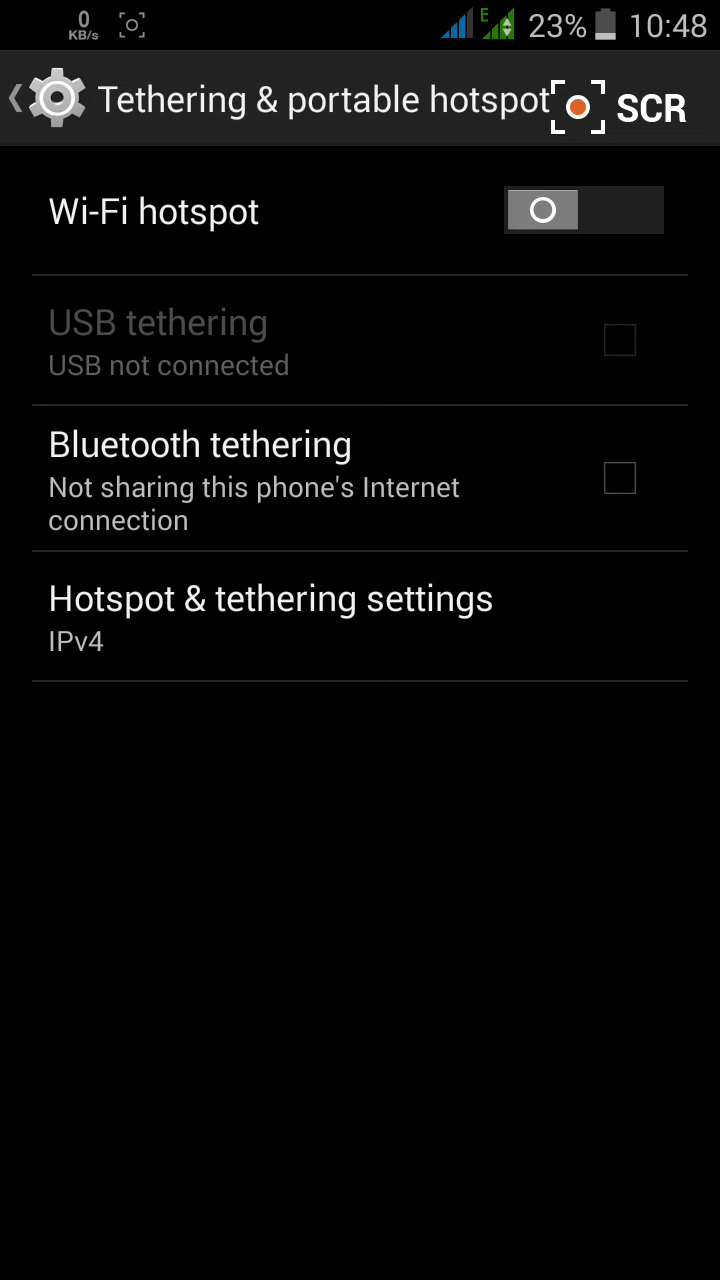 0
KB/s
E
23%
10:48
Tethering & portable hotspot
SCR
Wi-Fi hotspot
USB tethering
USB not connected
Bluetooth tethering
Not sharing this phone's Internet
connection
Hotspot & tethering settings
IPv4